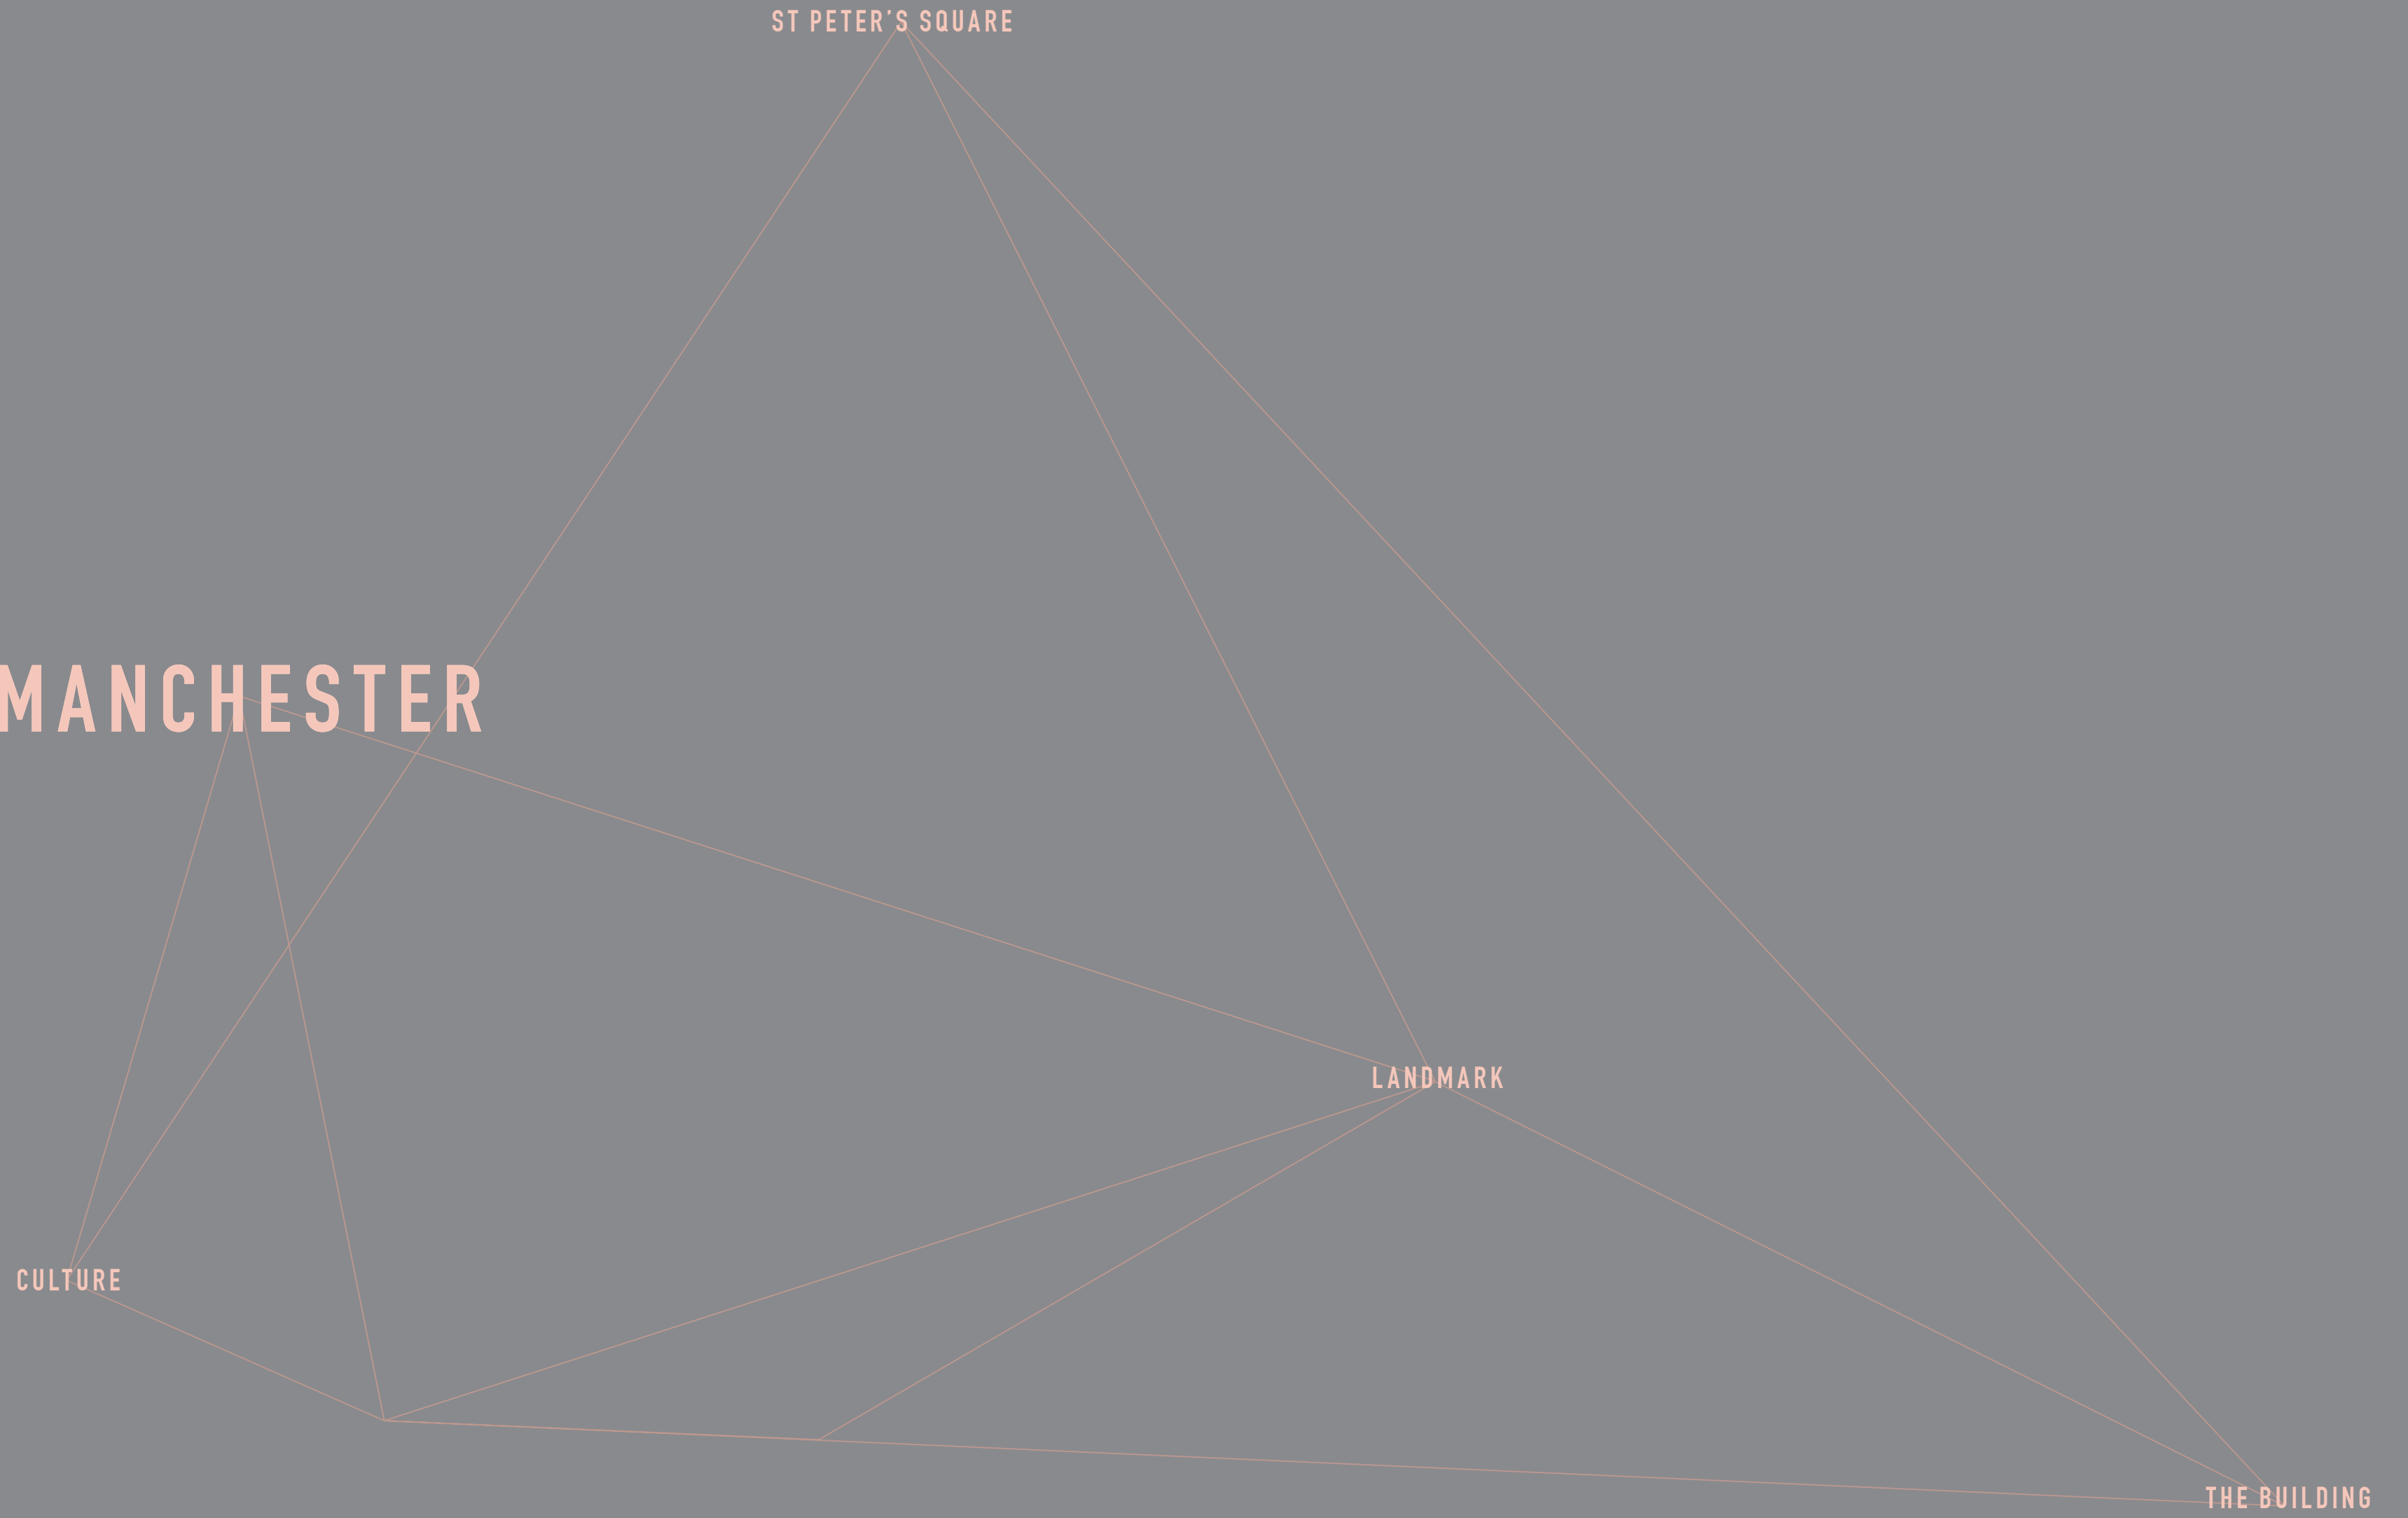 ST PETER’S SQUARE
MANCHESTER
LANDMARK
CULTURE
THE BUILDING